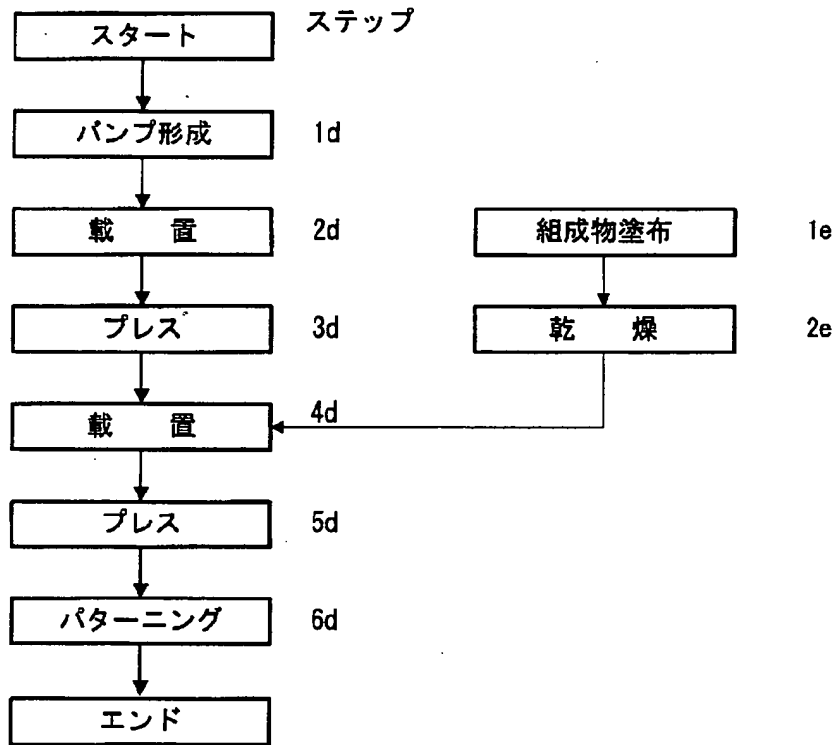 スタート ステップ
バンプ形成 1d
載 置 2d 組成物塗布 1e
プレス 3d 乾 燥 2e
載 置 4d
プレス 5d
パターニング 6d
エンド